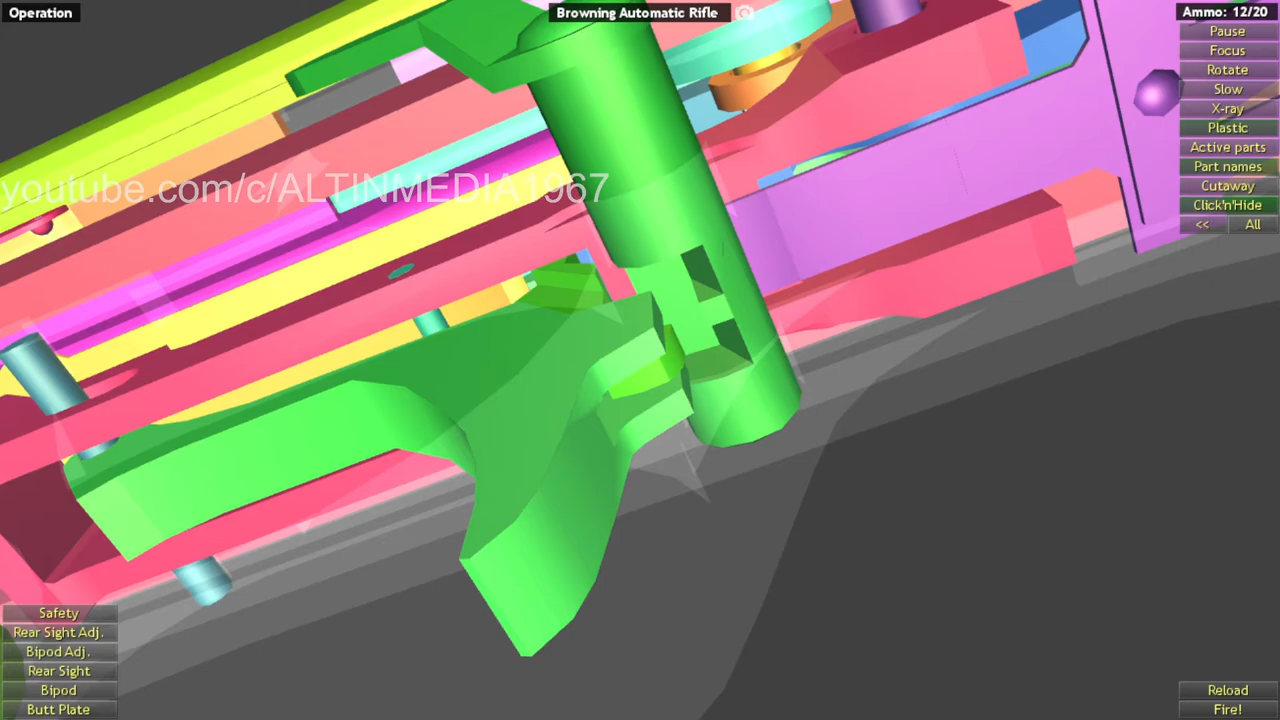 Operation
Browning Automatic Rifle
Ammo: 12/20
Pause
Focus
Rotate
Slow
X-ray
Plastic
Active parts
Part names
Cutaway
Click'n'Hide
<< All
youtube.com/c/ALTINMEDIA1967
Safety
Rear Sight Adj.
Bipod Adj.
Rear Sight
Bipod
Butt Plate
Reload
Fire!